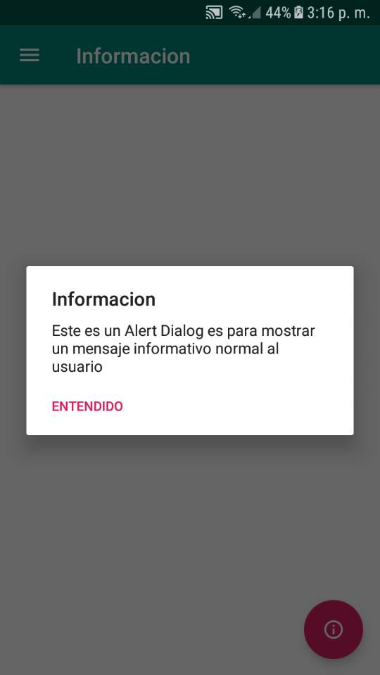 44% 3:16 p. m.
Informacion
Informacion
Este es un Alert Dialog es para mostrar
un mensaje informativo normal al
usuario
ENTENDIDO